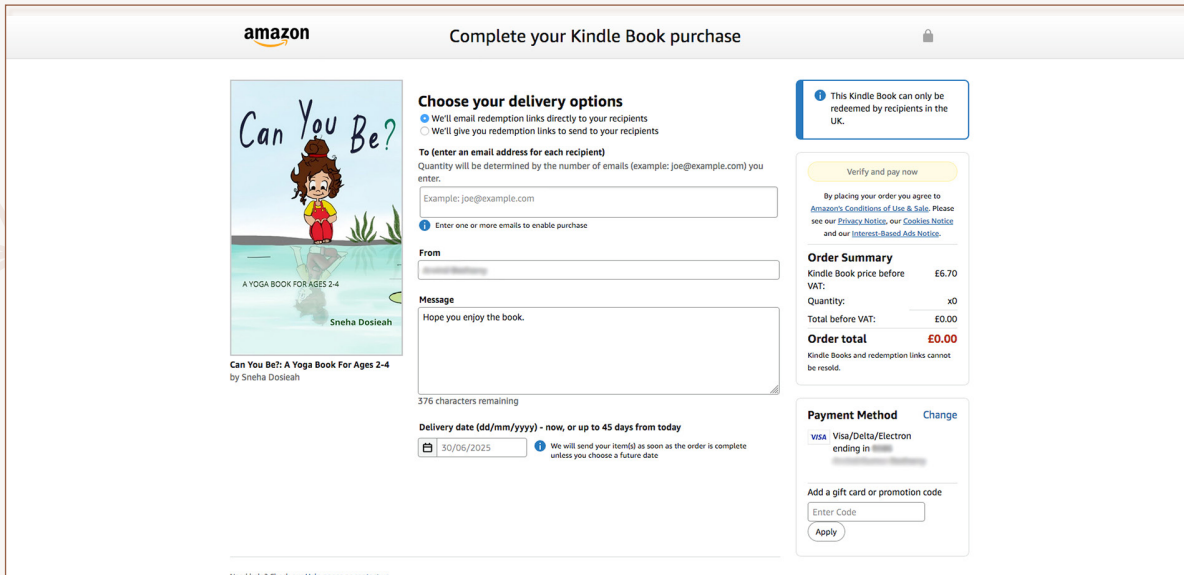 amazon
Complete your Kindle Book purchase
Can You Be?
A YOGA BOOK FOR AGES 2-4
Sneha Dosieah
Can You Be?: A Yoga Book For Ages 2-4
by Sneha Dosieah
Choose your delivery options
We'll email redemption links directly to your recipients
We'll give you redemption links to send to your recipients
To (enter an email address for each recipient)
Quantity will be determined by the number of emails (example: joe@example.com) you
enter.
Example: joe@example.com
Enter one or more emails to enable purchase
From
Message
Hope you enjoy the book.
376 characters remaining
Delivery date (dd/mm/yyyy) - now, or up to 45 days from today
30/06/2025
We will send your item(s) as soon as the order is complete
unless you choose a future date
This Kindle Book can only be
redeemed by recipients in the
UK.
Verify and pay now
By placing your order you agree to
Amazon's Conditions of Use & Sale. Please
see our Privacy Notice, our Cookies Notice
and our Interest-Based Ads Notice.
Order Summary
Kindle Book price before VAT: £6.70
Quantity: x0
Total before VAT: £0.00
Order total £0.00
Kindle Books and redemption links cannot
be resold.
Payment Method Change
VISA Visa/Delta/Electron
ending in
Add a gift card or promotion code
Enter Code
Apply